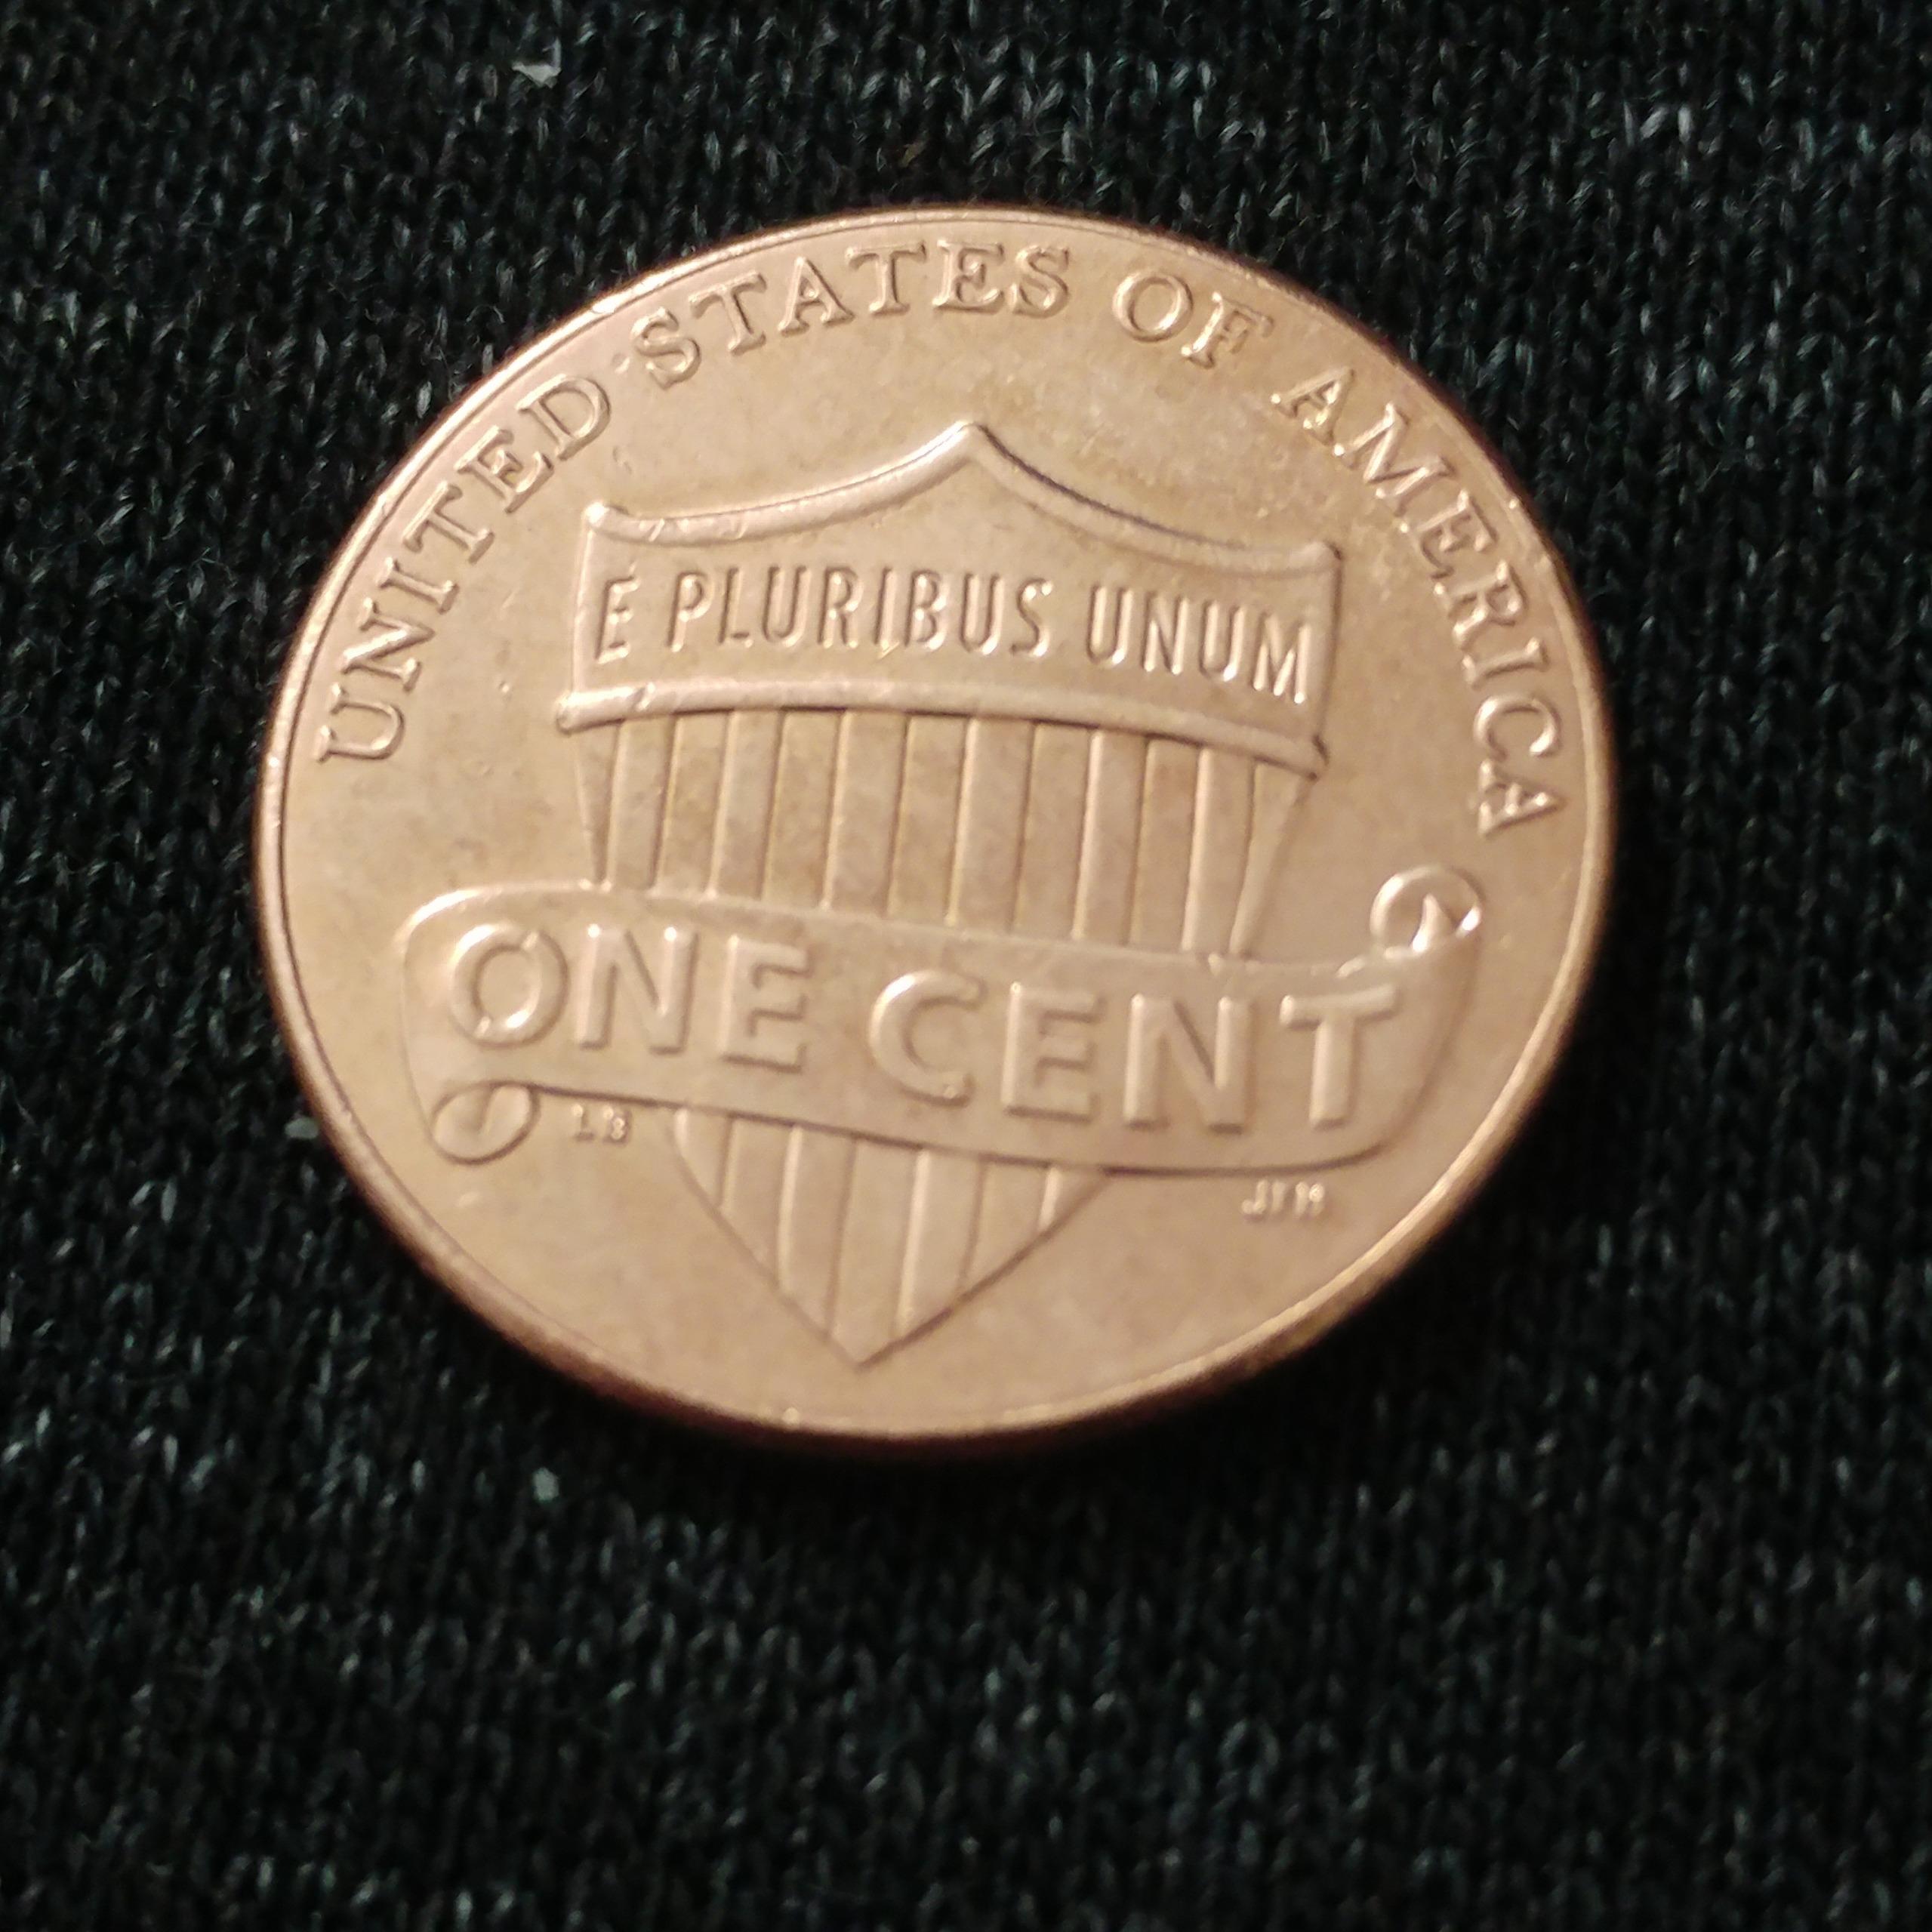 UNITED STATES OF AMERICA
E PLURIBUS UNUM
ONE CENT
LB
JFM